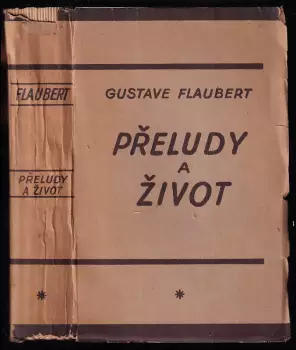 FLAUBERT
PŘELUDY
A ŽIVOT
*
GUSTAVE FLAUBERT
PŘELUDY
A
ŽIVOT
*